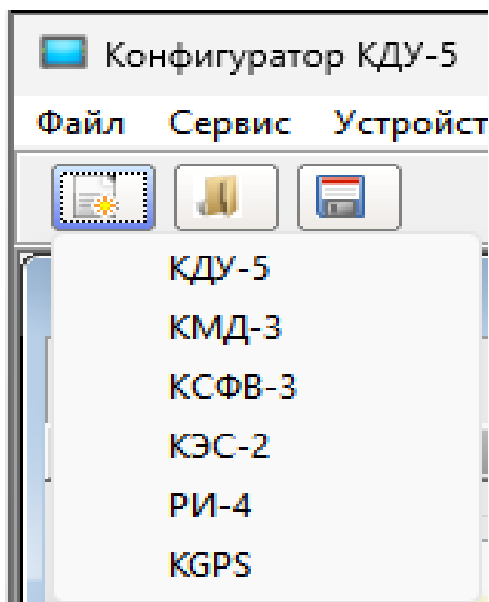 Конфигуратор КДУ-5
Файл Сервис Устройст
КДУ-5
КМД-3
КСФВ-3
КЭС-2
РИ-4
KGPS